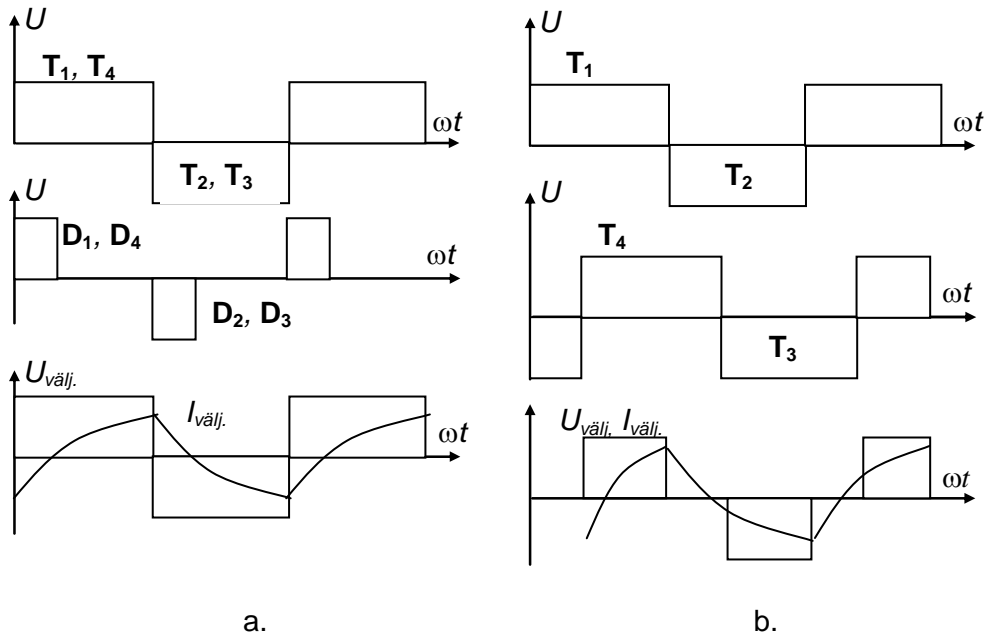 U
T₁, T₄
ωt
T₂, T₃
U
D₁, D₄
ωt
D₂, D₃
Uvälj.
Ivälj.
ωt
a.
U
T₁
ωt
T₂
U
T₄
ωt
T₃
Uvälj, Ivälj.
ωt
b.